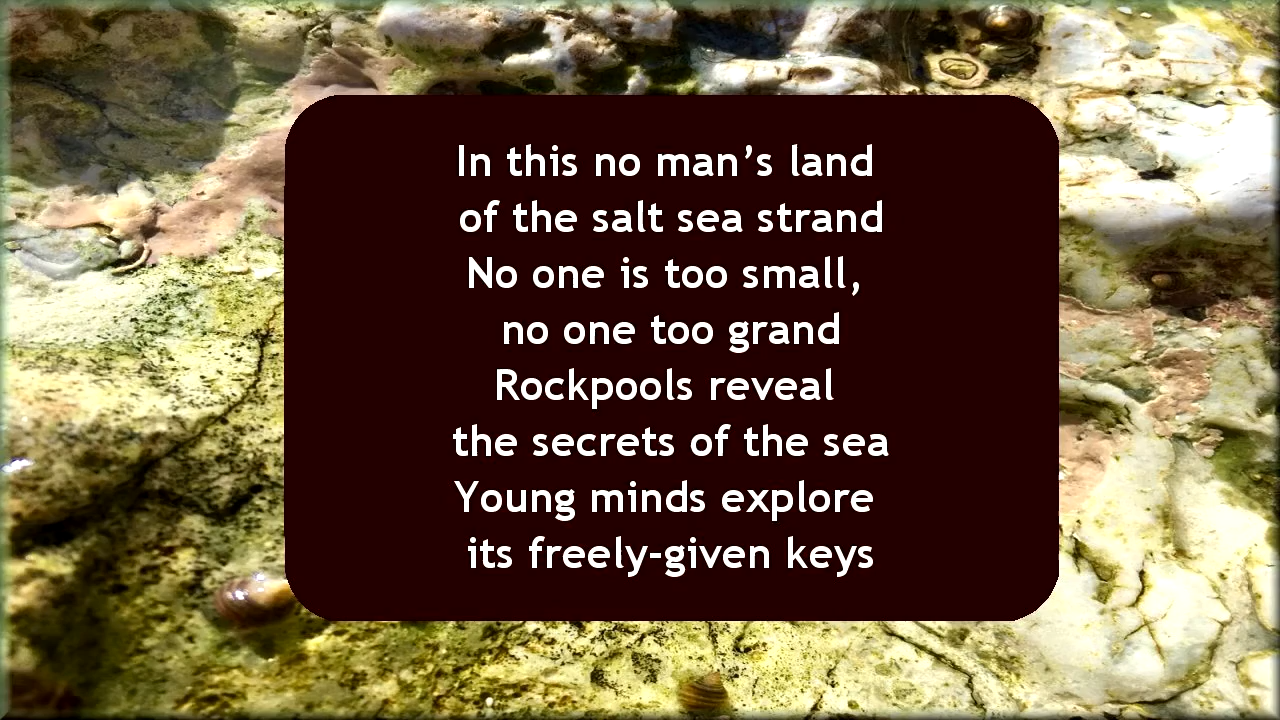 In this no man’s land
of the salt sea strand
No one is too small,
no one too grand
Rockpools reveal
the secrets of the sea
Young minds explore
its freely-given keys